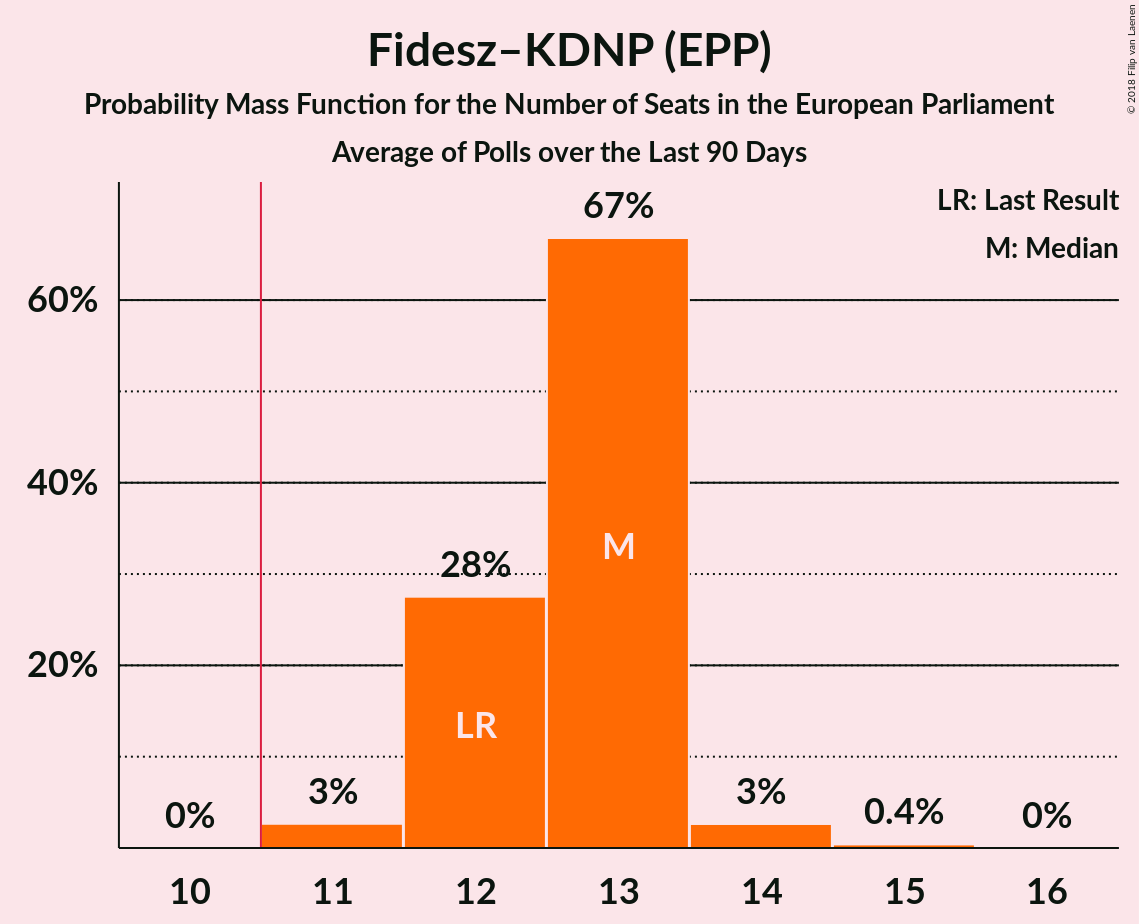 Fidesz–KDNP (EPP)
Probability Mass Function for the Number of Seats in the European Parliament
Average of Polls over the Last 90 Days
© 2018 Filip van Laenen
LR: Last Result
M: Median
67%
60%
40%
28%
20%
M
LR
0%
3%
3%
0.4%
0%
10 11 12 13 14 15 16